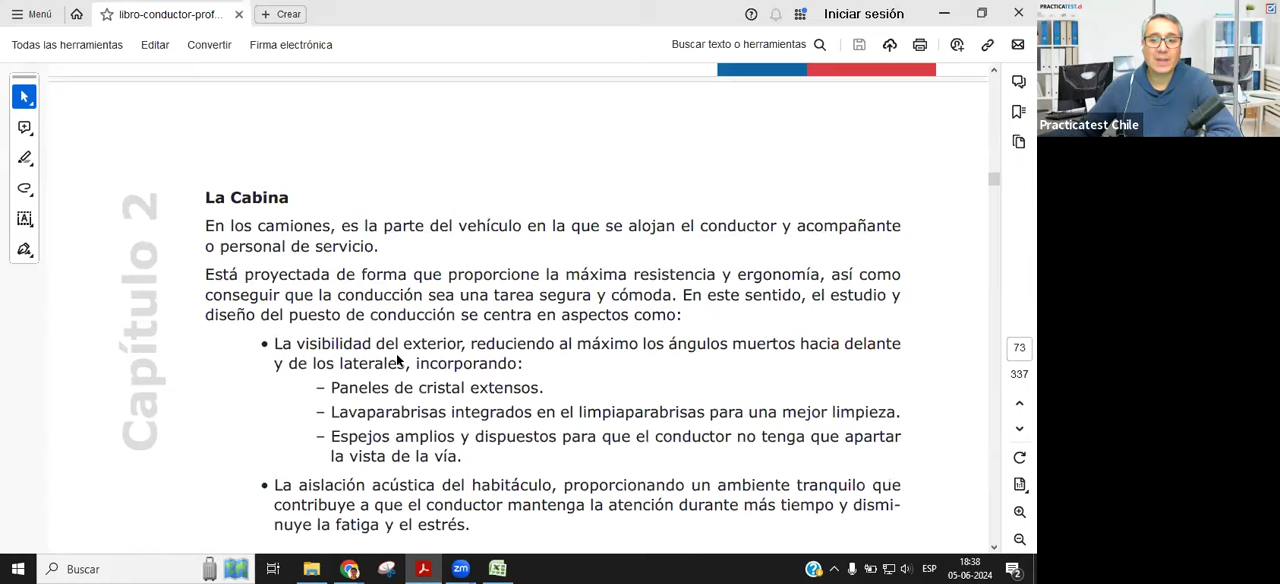 Menú
libro-conductor-prof...
Crear
Iniciar sesión
PRACTICATEST.cl
Todas las herramientas
Editar
Convertir
Firma electrónica
Buscar texto o herramientas
Practicatest Chile
Capítulo 2
La Cabina
En los camiones, es la parte del vehículo en la que se alojan el conductor y acompañante
o personal de servicio.
Está proyectada de forma que proporcione la máxima resistencia y ergonomía, así como
conseguir que la conducción sea una tarea segura y cómoda. En este sentido, el estudio y
diseño del puesto de conducción se centra en aspectos como:
• La visibilidad del exterior, reduciendo al máximo los ángulos muertos hacia delante
y de los laterales, incorporando:
– Paneles de cristal extensos.
– Lavaparabrisas integrados en el limpiaparabrisas para una mejor limpieza.
– Espejos amplios y dispuestos para que el conductor no tenga que apartar
la vista de la vía.
• La aislación acústica del habitáculo, proporcionando un ambiente tranquilo que
contribuye a que el conductor mantenga la atención durante más tiempo y dismi-
nuye la fatiga y el estrés.
73
337
Buscar
zm
ESP
18:38
05-06-2024
2